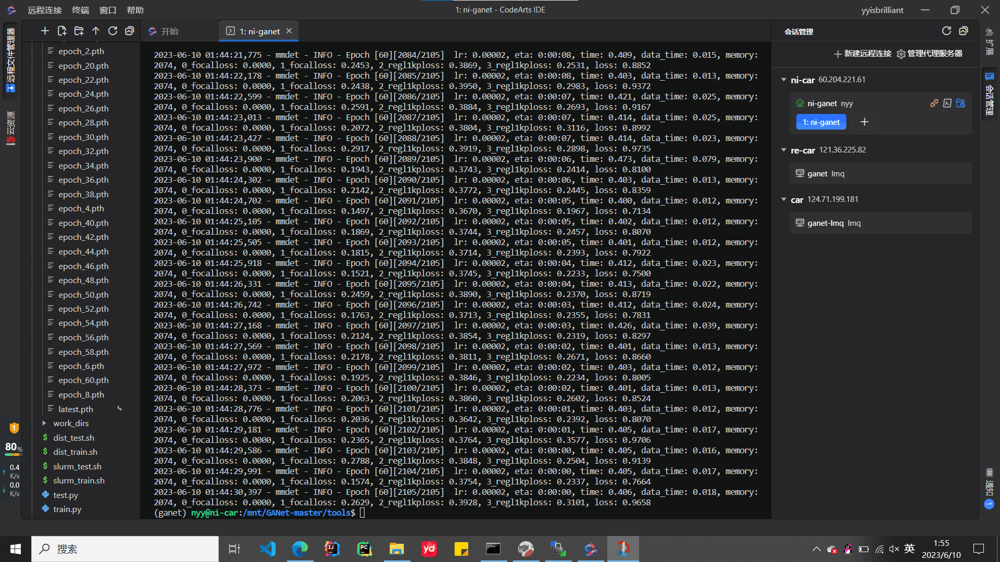 远程连接 终端 窗口 帮助
1: ni-ganet - CodeArts IDE
yyisbrilliant
远程文件管理器
云资源
开始
1: ni-ganet
会话管理
新建远程连接 管理代理服务器
扩展
会话管理
通知
1
epoch_2.pth
epoch_20.pth
epoch_22.pth
epoch_24.pth
epoch_26.pth
epoch_28.pth
epoch_30.pth
epoch_32.pth
epoch_34.pth
epoch_36.pth
epoch_38.pth
epoch_4.pth
epoch_40.pth
epoch_42.pth
epoch_44.pth
epoch_46.pth
epoch_48.pth
epoch_50.pth
epoch_52.pth
epoch_54.pth
epoch_56.pth
epoch_58.pth
epoch_6.pth
epoch_60.pth
epoch_8.pth
latest.pth
work_dirs
$ dist_test.sh
$ dist_train.sh
$ slurm_test.sh
$ slurm_train.sh
test.py
train.py
1
80%
0.4
K/s
0.0
K/s
2023-06-10 01:44:21,775 - mmdet - INFO - Epoch [60][2084/2105] lr: 0.00002, eta: 0:00:08, time: 0.409, data_time: 0.015, memory:
2074, 0_focalloss: 0.0000, 1_focalloss: 0.2453, 2_regl1kploss: 0.3869, 3_regl1kploss: 0.2531, loss: 0.8852
2023-06-10 01:44:22,178 - mmdet - INFO - Epoch [60][2085/2105] lr: 0.00002, eta: 0:00:08, time: 0.403, data_time: 0.013, memory:
2074, 0_focalloss: 0.0000, 1_focalloss: 0.2438, 2_regl1kploss: 0.3950, 3_regl1kploss: 0.2983, loss: 0.9372
2023-06-10 01:44:22,599 - mmdet - INFO - Epoch [60][2086/2105] lr: 0.00002, eta: 0:00:07, time: 0.421, data_time: 0.025, memory:
2074, 0_focalloss: 0.0000, 1_focalloss: 0.2591, 2_regl1kploss: 0.3884, 3_regl1kploss: 0.2693, loss: 0.9167
2023-06-10 01:44:23,013 - mmdet - INFO - Epoch [60][2087/2105] lr: 0.00002, eta: 0:00:07, time: 0.414, data_time: 0.025, memory:
2074, 0_focalloss: 0.0000, 1_focalloss: 0.2072, 2_regl1kploss: 0.3804, 3_regl1kploss: 0.3116, loss: 0.8992
2023-06-10 01:44:23,427 - mmdet - INFO - Epoch [60][2088/2105] lr: 0.00002, eta: 0:00:07, time: 0.414, data_time: 0.023, memory:
2074, 0_focalloss: 0.0000, 1_focalloss: 0.2917, 2_regl1kploss: 0.3919, 3_regl1kploss: 0.2898, loss: 0.9735
2023-06-10 01:44:23,900 - mmdet - INFO - Epoch [60][2089/2105] lr: 0.00002, eta: 0:00:06, time: 0.473, data_time: 0.079, memory:
2074, 0_focalloss: 0.0000, 1_focalloss: 0.1943, 2_regl1kploss: 0.3743, 3_regl1kploss: 0.2414, loss: 0.8100
2023-06-10 01:44:24,302 - mmdet - INFO - Epoch [60][2090/2105] lr: 0.00002, eta: 0:00:06, time: 0.403, data_time: 0.013, memory:
2074, 0_focalloss: 0.0000, 1_focalloss: 0.2142, 2_regl1kploss: 0.3772, 3_regl1kploss: 0.2445, loss: 0.8359
2023-06-10 01:44:24,702 - mmdet - INFO - Epoch [60][2091/2105] lr: 0.00002, eta: 0:00:05, time: 0.400, data_time: 0.012, memory:
2074, 0_focalloss: 0.0000, 1_focalloss: 0.1497, 2_regl1kploss: 0.3670, 3_regl1kploss: 0.1967, loss: 0.7134
2023-06-10 01:44:25,105 - mmdet - INFO - Epoch [60][2092/2105] lr: 0.00002, eta: 0:00:05, time: 0.402, data_time: 0.012, memory:
2074, 0_focalloss: 0.0000, 1_focalloss: 0.1869, 2_regl1kploss: 0.3744, 3_regl1kploss: 0.2457, loss: 0.8070
2023-06-10 01:44:25,505 - mmdet - INFO - Epoch [60][2093/2105] lr: 0.00002, eta: 0:00:05, time: 0.401, data_time: 0.012, memory:
2074, 0_focalloss: 0.0000, 1_focalloss: 0.1815, 2_regl1kploss: 0.3714, 3_regl1kploss: 0.2393, loss: 0.7922
2023-06-10 01:44:25,918 - mmdet - INFO - Epoch [60][2094/2105] lr: 0.00002, eta: 0:00:04, time: 0.412, data_time: 0.023, memory:
2074, 0_focalloss: 0.0000, 1_focalloss: 0.1521, 2_regl1kploss: 0.3745, 3_regl1kploss: 0.2233, loss: 0.7500
2023-06-10 01:44:26,331 - mmdet - INFO - Epoch [60][2095/2105] lr: 0.00002, eta: 0:00:04, time: 0.413, data_time: 0.022, memory:
2074, 0_focalloss: 0.0000, 1_focalloss: 0.2459, 2_regl1kploss: 0.3890, 3_regl1kploss: 0.2370, loss: 0.8719
2023-06-10 01:44:26,742 - mmdet - INFO - Epoch [60][2096/2105] lr: 0.00002, eta: 0:00:03, time: 0.412, data_time: 0.024, memory:
2074, 0_focalloss: 0.0000, 1_focalloss: 0.1763, 2_regl1kploss: 0.3713, 3_regl1kploss: 0.2355, loss: 0.7831
2023-06-10 01:44:27,168 - mmdet - INFO - Epoch [60][2097/2105] lr: 0.00002, eta: 0:00:03, time: 0.426, data_time: 0.039, memory:
2074, 0_focalloss: 0.0000, 1_focalloss: 0.2124, 2_regl1kploss: 0.3854, 3_regl1kploss: 0.2319, loss: 0.8297
2023-06-10 01:44:27,569 - mmdet - INFO - Epoch [60][2098/2105] lr: 0.00002, eta: 0:00:02, time: 0.401, data_time: 0.013, memory:
2074, 0_focalloss: 0.0000, 1_focalloss: 0.2178, 2_regl1kploss: 0.3811, 3_regl1kploss: 0.2671, loss: 0.8660
2023-06-10 01:44:27,972 - mmdet - INFO - Epoch [60][2099/2105] lr: 0.00002, eta: 0:00:02, time: 0.403, data_time: 0.012, memory:
2074, 0_focalloss: 0.0000, 1_focalloss: 0.1925, 2_regl1kploss: 0.3846, 3_regl1kploss: 0.2234, loss: 0.8005
2023-06-10 01:44:28,373 - mmdet - INFO - Epoch [60][2100/2105] lr: 0.00002, eta: 0:00:02, time: 0.401, data_time: 0.013, memory:
2074, 0_focalloss: 0.0000, 1_focalloss: 0.2063, 2_regl1kploss: 0.3860, 3_regl1kploss: 0.2602, loss: 0.8524
2023-06-10 01:44:28,776 - mmdet - INFO - Epoch [60][2101/2105] lr: 0.00002, eta: 0:00:01, time: 0.403, data_time: 0.012, memory:
2074, 0_focalloss: 0.0000, 1_focalloss: 0.2036, 2_regl1kploss: 0.3642, 3_regl1kploss: 0.2392, loss: 0.8070
2023-06-10 01:44:29,181 - mmdet - INFO - Epoch [60][2102/2105] lr: 0.00002, eta: 0:00:01, time: 0.405, data_time: 0.017, memory:
2074, 0_focalloss: 0.0000, 1_focalloss: 0.2365, 2_regl1kploss: 0.3764, 3_regl1kploss: 0.3577, loss: 0.9706
2023-06-10 01:44:29,586 - mmdet - INFO - Epoch [60][2103/2105] lr: 0.00002, eta: 0:00:00, time: 0.405, data_time: 0.016, memory:
2074, 0_focalloss: 0.0000, 1_focalloss: 0.2788, 2_regl1kploss: 0.3848, 3_regl1kploss: 0.2504, loss: 0.9139
2023-06-10 01:44:29,991 - mmdet - INFO - Epoch [60][2104/2105] lr: 0.00002, eta: 0:00:00, time: 0.405, data_time: 0.017, memory:
2074, 0_focalloss: 0.0000, 1_focalloss: 0.1574, 2_regl1kploss: 0.3754, 3_regl1kploss: 0.2337, loss: 0.7664
2023-06-10 01:44:30,397 - mmdet - INFO - Epoch [60][2105/2105] lr: 0.00002, eta: 0:00:00, time: 0.406, data_time: 0.018, memory:
2074, 0_focalloss: 0.0000, 1_focalloss: 0.2629, 2_regl1kploss: 0.3928, 3_regl1kploss: 0.3101, loss: 0.9658
(ganet) nyy@ni-car:/mnt/GANet-master/tools$
ni-car 60.204.221.61
ni-ganet nyy
1: ni-ganet
re-car 121.36.225.82
ganet lmq
car 124.71.199.181
ganet-lmq lmq
搜索
IJ
PC
yd
英
1:55
2023/6/10